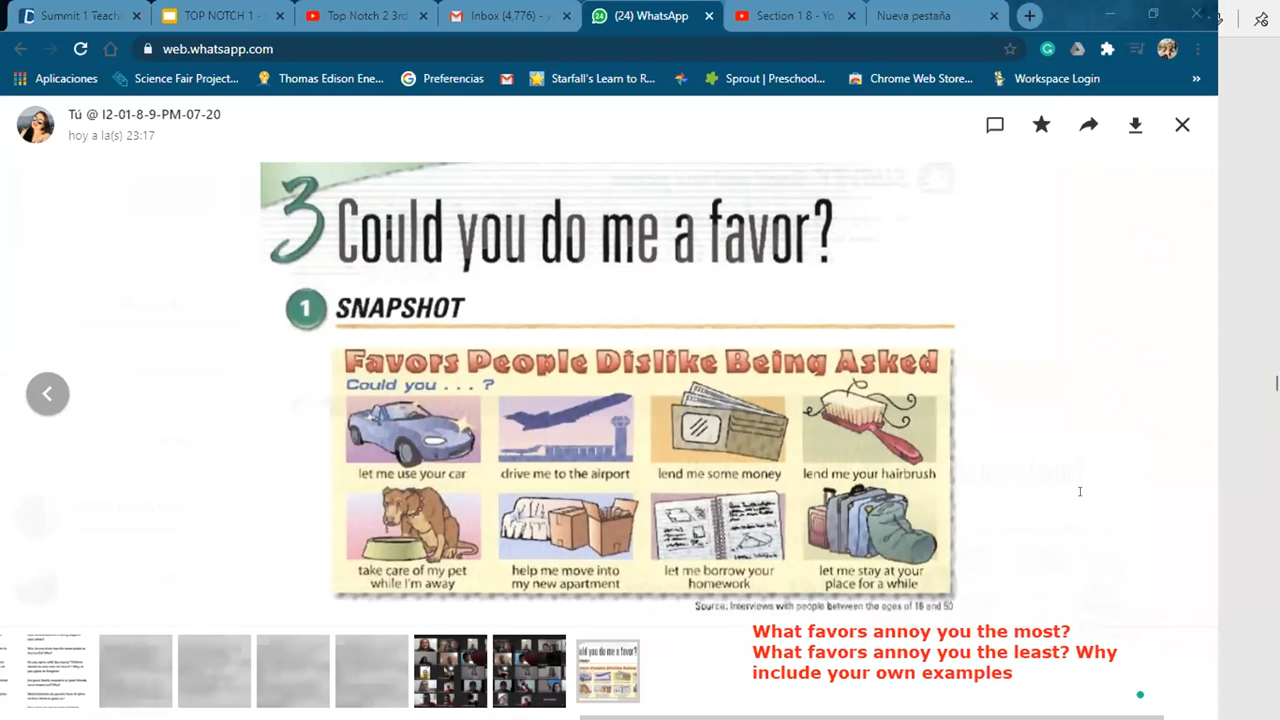 Summit 1 Teache
TOP NOTCH 1 -
Top Notch 2 3rd
Inbox (4,776) - y
(24) WhatsApp
Section 1 8 - Yo
Nueva pestaña
web.whatsapp.com
Aplicaciones
Science Fair Project...
Thomas Edison Ene...
Preferencias
Starfall's Learn to R...
Sprout | Preschool...
Chrome Web Store...
Workspace Login
Tú @ I2-01-8-9-PM-07-20
hoy a la(s) 23:17
3 Could you do me a favor?
1 SNAPSHOT
Favors People Dislike Being Asked
Could you . . . ?
let me use your car
drive me to the airport
lend me some money
lend me your hairbrush
take care of my pet
while I'm away
help me move into
my new apartment
let me borrow your
homework
let me stay at your
place for a while
Source: Interviews with people between the ages of 16 and 50
What favors annoy you the most?
What favors annoy you the least? Why
include your own examples